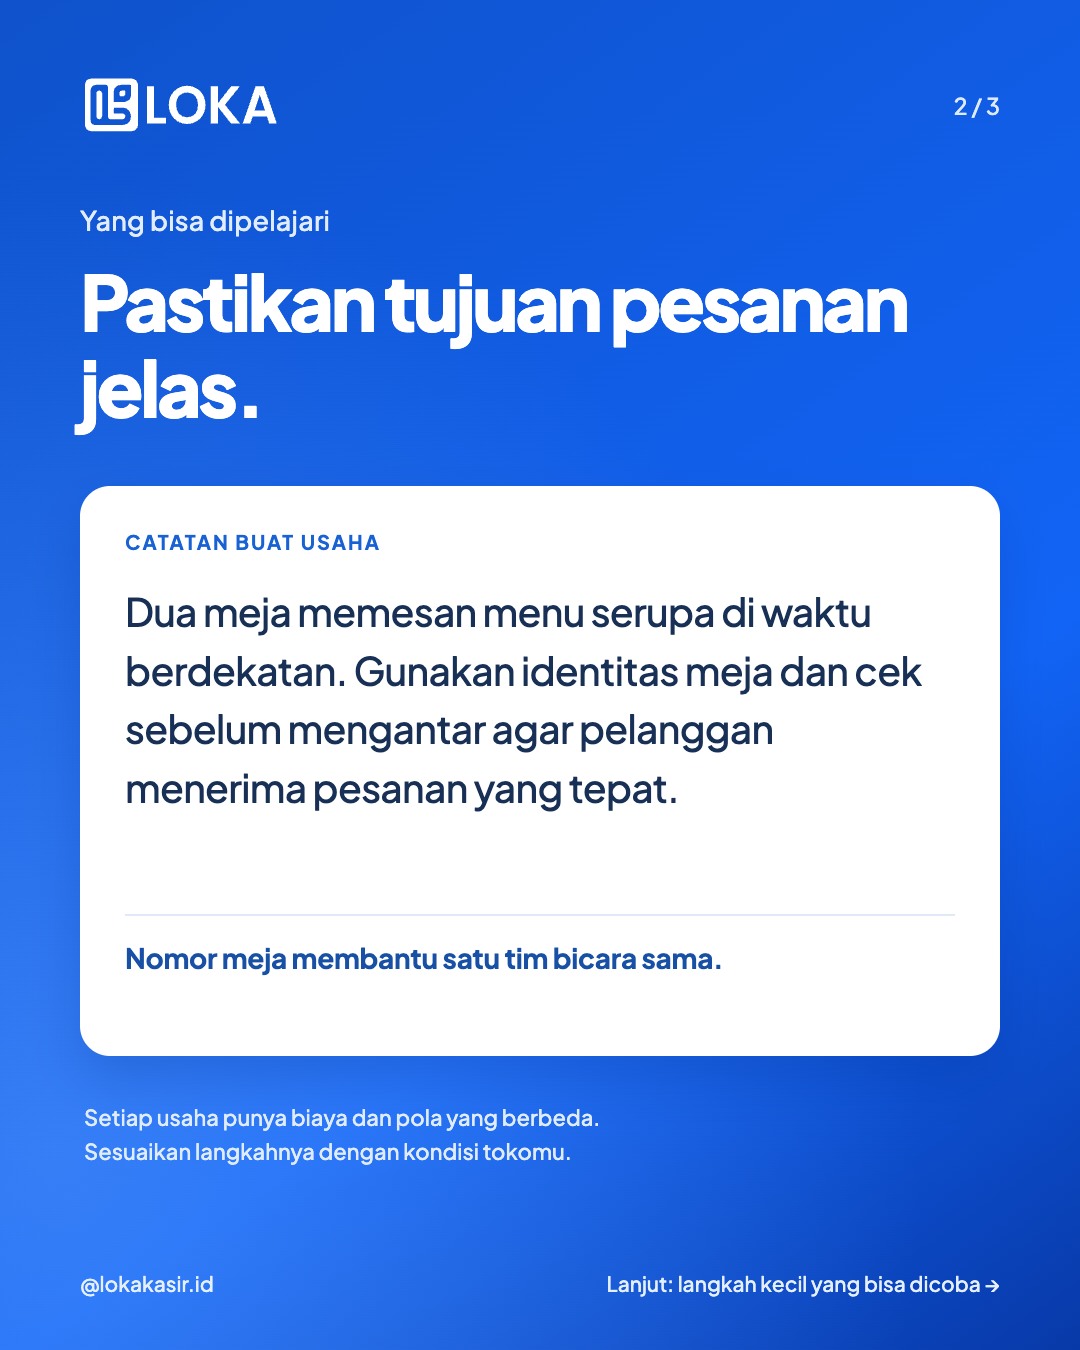 LOKA
2 / 3
Yang bisa dipelajari
Pastikan tujuan pesanan
jelas.
CATATAN BUAT USAHA
Dua meja memesan menu serupa di waktu
berdekatan. Gunakan identitas meja dan cek
sebelum mengantar agar pelanggan
menerima pesanan yang tepat.
Nomor meja membantu satu tim bicara sama.
Setiap usaha punya biaya dan pola yang berbeda.
Sesuaikan langkahnya dengan kondisi tokomu.
@lokakasir.id
Lanjut: langkah kecil yang bisa dicoba →